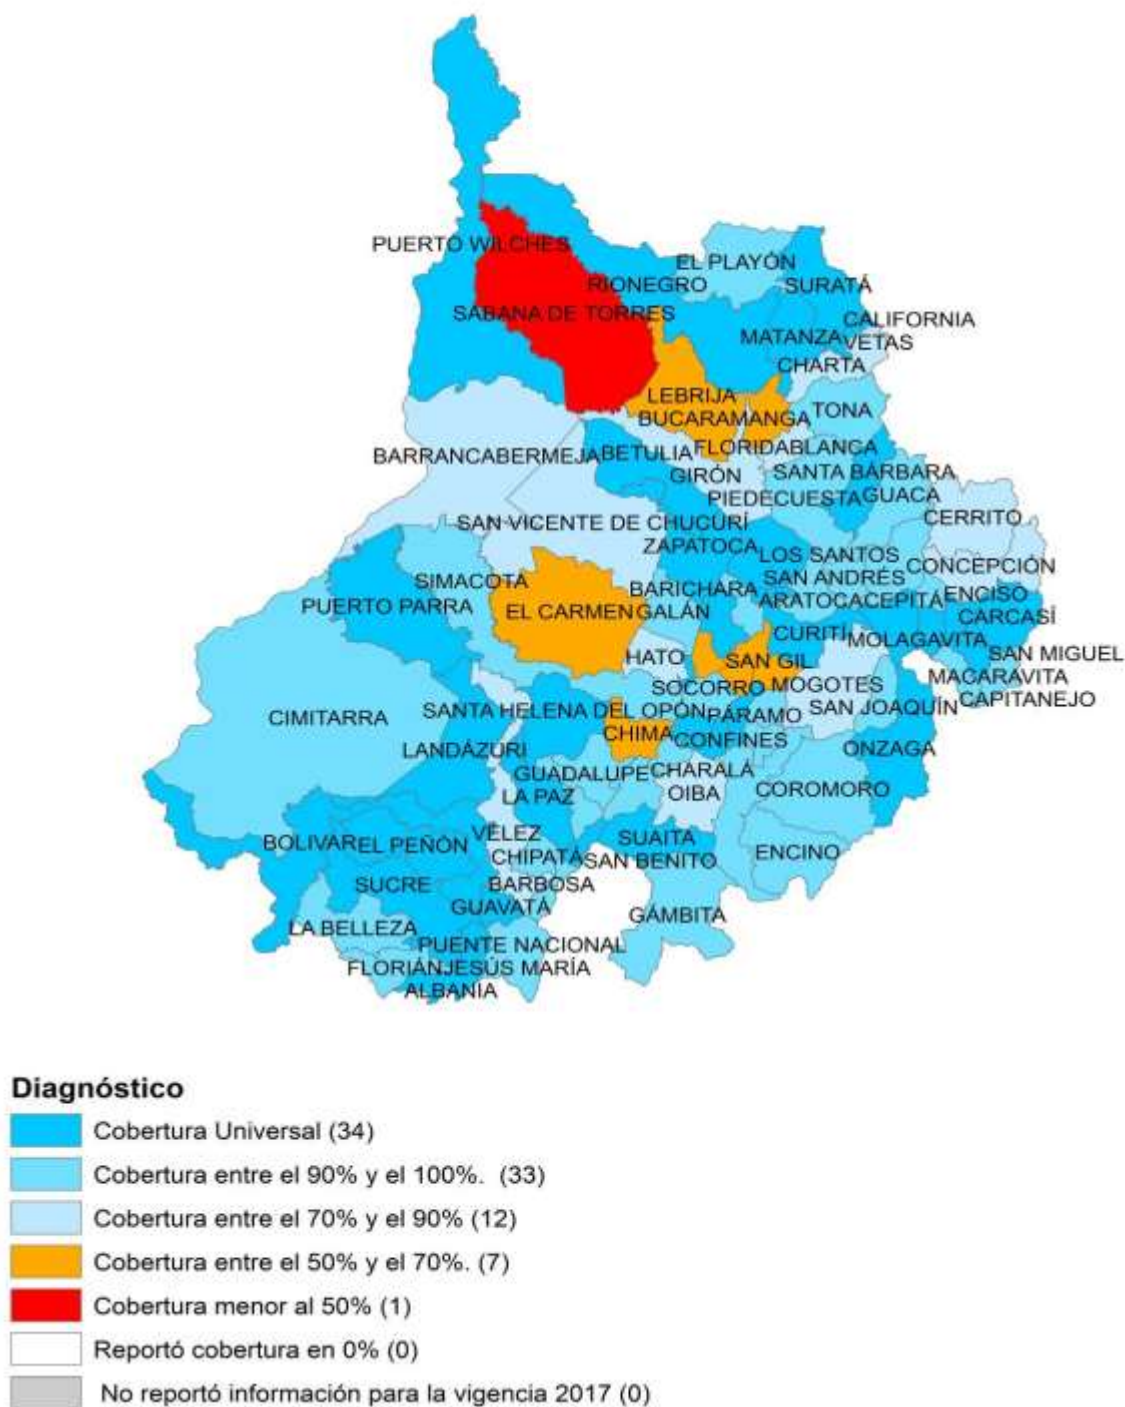 PUERTO WILCHES
EL PLAYÓN
RIONEGRO
SURATÁ
SABANA DE TORRES
CALIFORNIA
MATANZA
VETAS
CHARTA
LEBRIJA
BUCARAMANGA
TONA
BARRANCABERMEJA
BETULIA
FLORIDABLANCA
GIRÓN
SANTA BÁRBARA
PIEDECUESTA
GUACA
CERRITO
SAN VICENTE DE CHUCURÍ
ZAPATOCA
LOS SANTOS
CONCEPCIÓN
SIMACOTA
BARICHARA
SAN ANDRÉS
PUERTO PARRA
EL CARMEN
GALÁN
ARATOCA
CEPITÁ
ENCISO
CARCASÍ
CURITÍ
MOLAGAVITA
HATO
SAN GIL
SAN MIGUEL
MACARAVITA
SOCORRO
MOGOTES
CAPITANEJO
CIMITARRA
SANTA HELENA DEL OPÓN
PÁRAMO
SAN JOAQUÍN
CHIMA
CONFINES
LANDÁZURI
ONZAGA
GUADALUPE
CHARALÁ
LA PAZ
OIBA
COROMORO
BOLIVAR
EL PEÑÓN
VÉLEZ
SUAITA
CHIPATÁ
SAN BENITO
ENCINO
SUCRE
BARBOSA
GUAVATÁ
GÁMBITA
LA BELLEZA
PUENTE NACIONAL
FLORIÁN
JESÚS MARÍA
ALBANIA
Diagnóstico
Cobertura Universal (34)
Cobertura entre el 90% y el 100%. (33)
Cobertura entre el 70% y el 90% (12)
Cobertura entre el 50% y el 70%. (7)
Cobertura menor al 50% (1)
Reportó cobertura en 0% (0)
No reportó información para la vigencia 2017 (0)